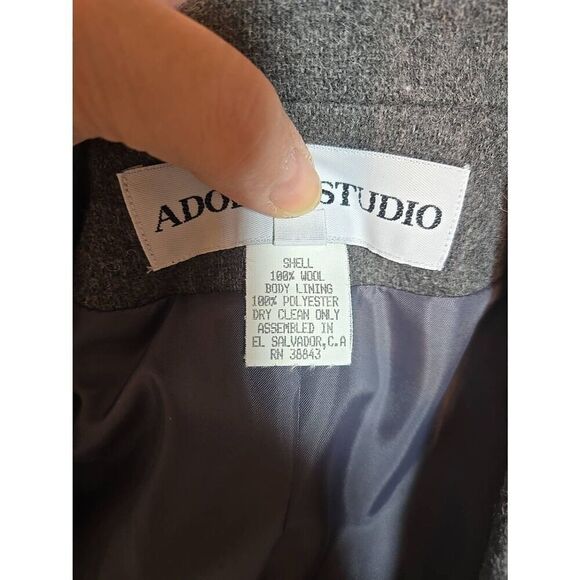 STUDIO
SHELL
100% WOOL
BODY LINING
100% POLYESTER
DRY CLEAN ONLY
ASSEMBLED IN
EL SALVADOR,C.A
RN 38843